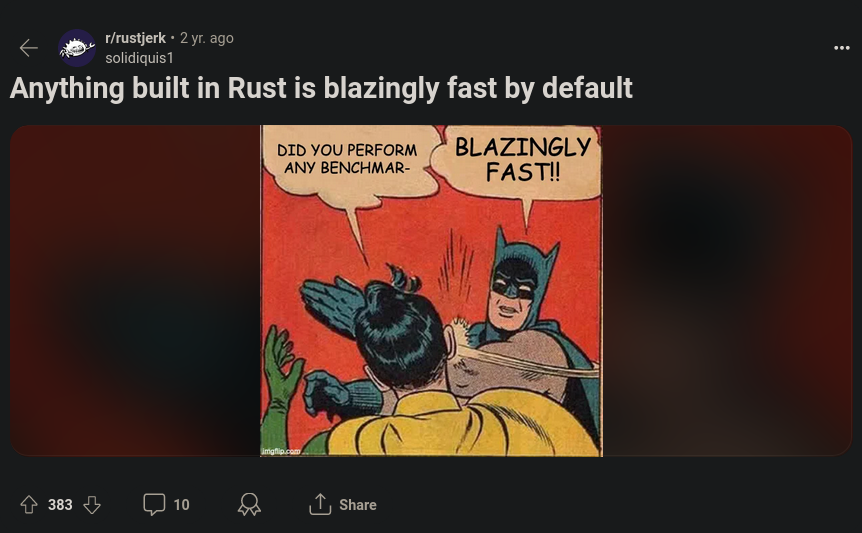 r/rustjerk • 2 yr. ago
solidiquis1
Anything built in Rust is blazingly fast by default
DID YOU PERFORM
ANY BENCHMAR-
BLAZINGLY
FAST!!
imgflip.com
383
10
Share